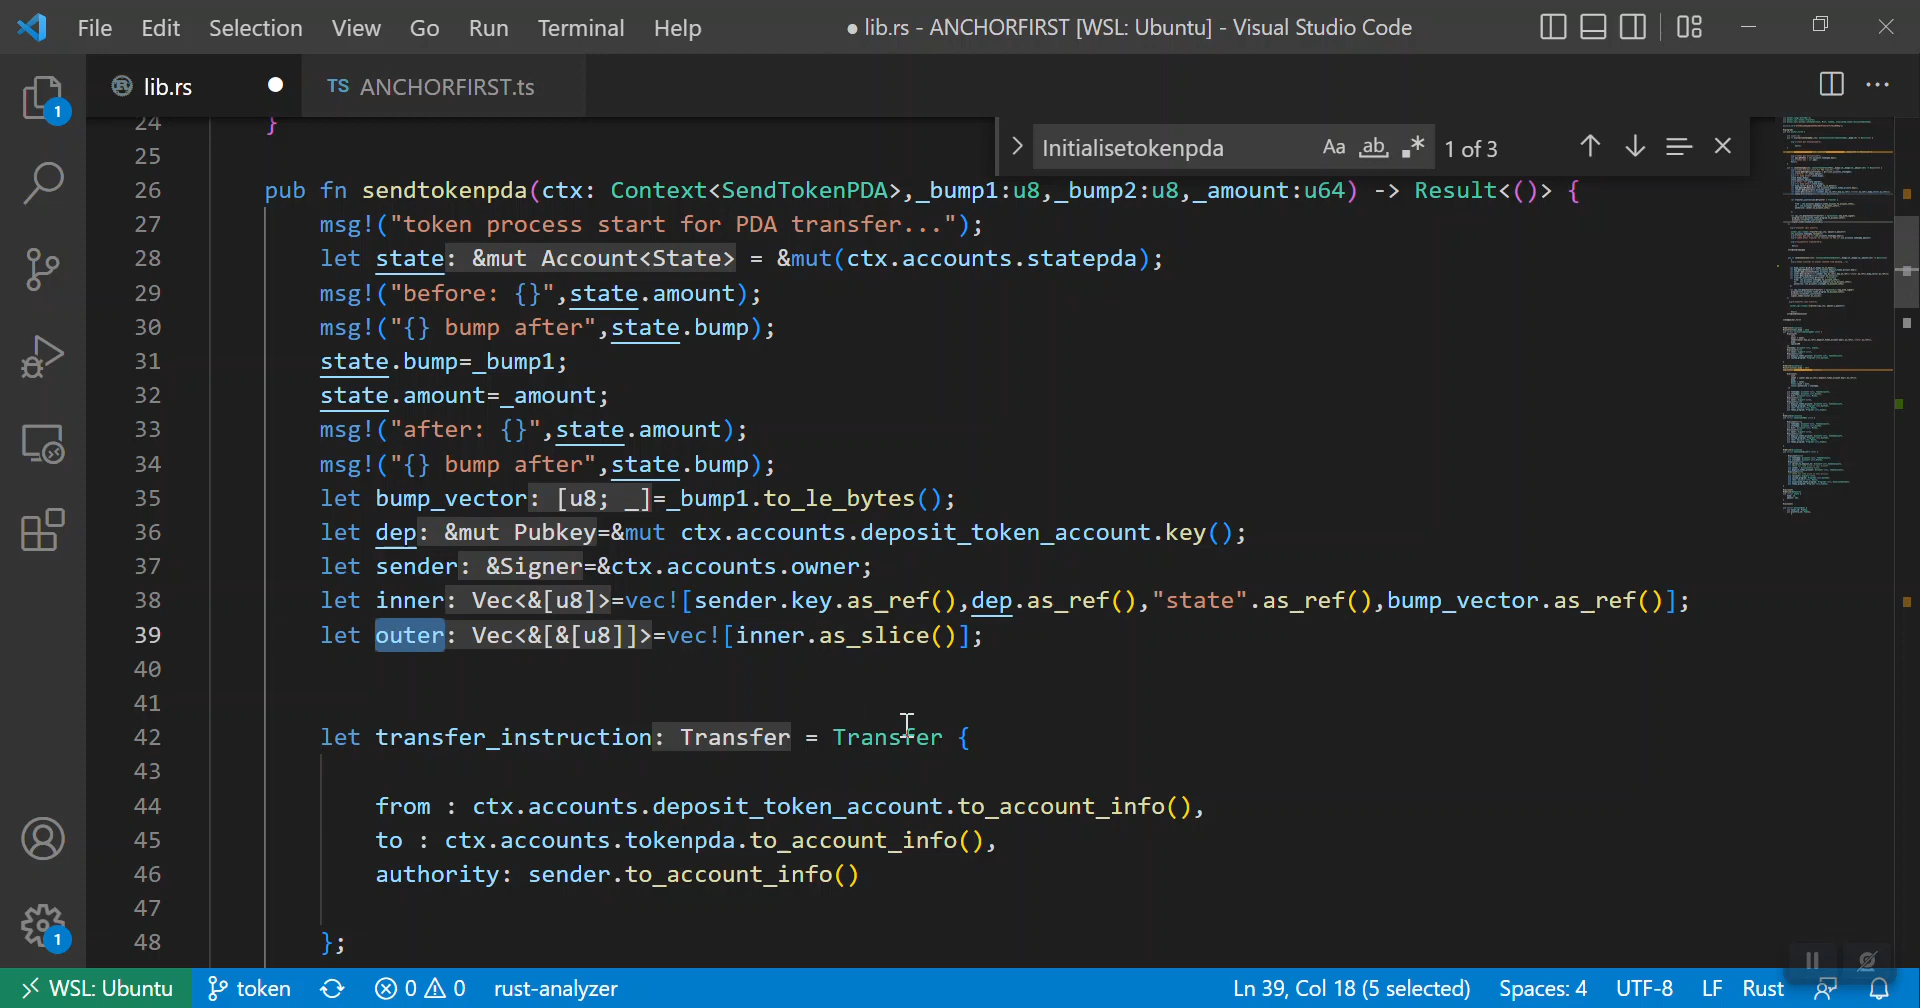 File Edit Selection View Go Run Terminal Help
● lib.rs - ANCHORFIRST [WSL: Ubuntu] - Visual Studio Code
lib.rs
TS ANCHORFIRST.ts
Initialisetokenpda Aa ab 1 of 3
24 }
25
26 pub fn sendtokenpda(ctx: Context<SendTokenPDA>,_bump1:u8,_bump2:u8,_amount:u64) -> Result<()> {
27 msg!("token process start for PDA transfer...");
28 let state: &mut Account<State> = &mut(ctx.accounts.statepda);
29 msg!("before: {}",state.amount);
30 msg!("{} bump after",state.bump);
31 state.bump=_bump1;
32 state.amount=_amount;
33 msg!("after: {}",state.amount);
34 msg!("{} bump after",state.bump);
35 let bump_vector: [u8; _]=_bump1.to_le_bytes();
36 let dep: &mut Pubkey=&mut ctx.accounts.deposit_token_account.key();
37 let sender: &Signer=&ctx.accounts.owner;
38 let inner: Vec<&[u8]>=vec![sender.key.as_ref(),dep.as_ref(),"state".as_ref(),bump_vector.as_ref()];
39 let outer: Vec<&[&[u8]]>=vec![inner.as_slice()];
40
41
42 let transfer_instruction: Transfer = Transfer {
43
44 from : ctx.accounts.deposit_token_account.to_account_info(),
45 to : ctx.accounts.tokenpda.to_account_info(),
46 authority: sender.to_account_info()
47
48 };
1
1
WSL: Ubuntu token 0 0 rust-analyzer Ln 39, Col 18 (5 selected) Spaces: 4 UTF-8 LF Rust